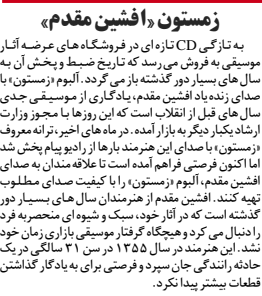 زمستون «افشین مقدم»
به تازگی CD تازه ای در فروشگاه های عرضه آثار
موسیقی به فروش می رسد که تاریخ ضبط و پخش آن به
سال های بسیار دور گذشته باز می گردد. آلبوم «زمستون» با
صدای زنده یاد افشین مقدم، یادگاری از موسیقی جدی
سال های قبل از انقلاب است که این روزها با مجوز وزارت
ارشاد یکبار دیگر به بازار آمده. در ماه های اخیر، ترانه معروف
«زمستون» با صدای این هنرمند بارها از رادیو پیام پخش شد
اما اکنون فرصتی فراهم آمده است تا علاقه مندان به صدای
افشین مقدم، آلبوم «زمستون» را با کیفیت صدای مطلوب
تهیه کنند. افشین مقدم از هنرمندان سال های بسیار دور
گذشته است که در آثار خود، سبک و شیوه ای منحصربه فرد
را دنبال می کرد و هیچگاه گرفتار موسیقی بازاری زمان خود
نشد. این هنرمند در سال ۱۳۵۵ در سن ۳۱ سالگی در یک
حادثه رانندگی جان سپرد و فرصتی برای به یادگار گذاشتن
قطعات بیشتر پیدا نکرد.